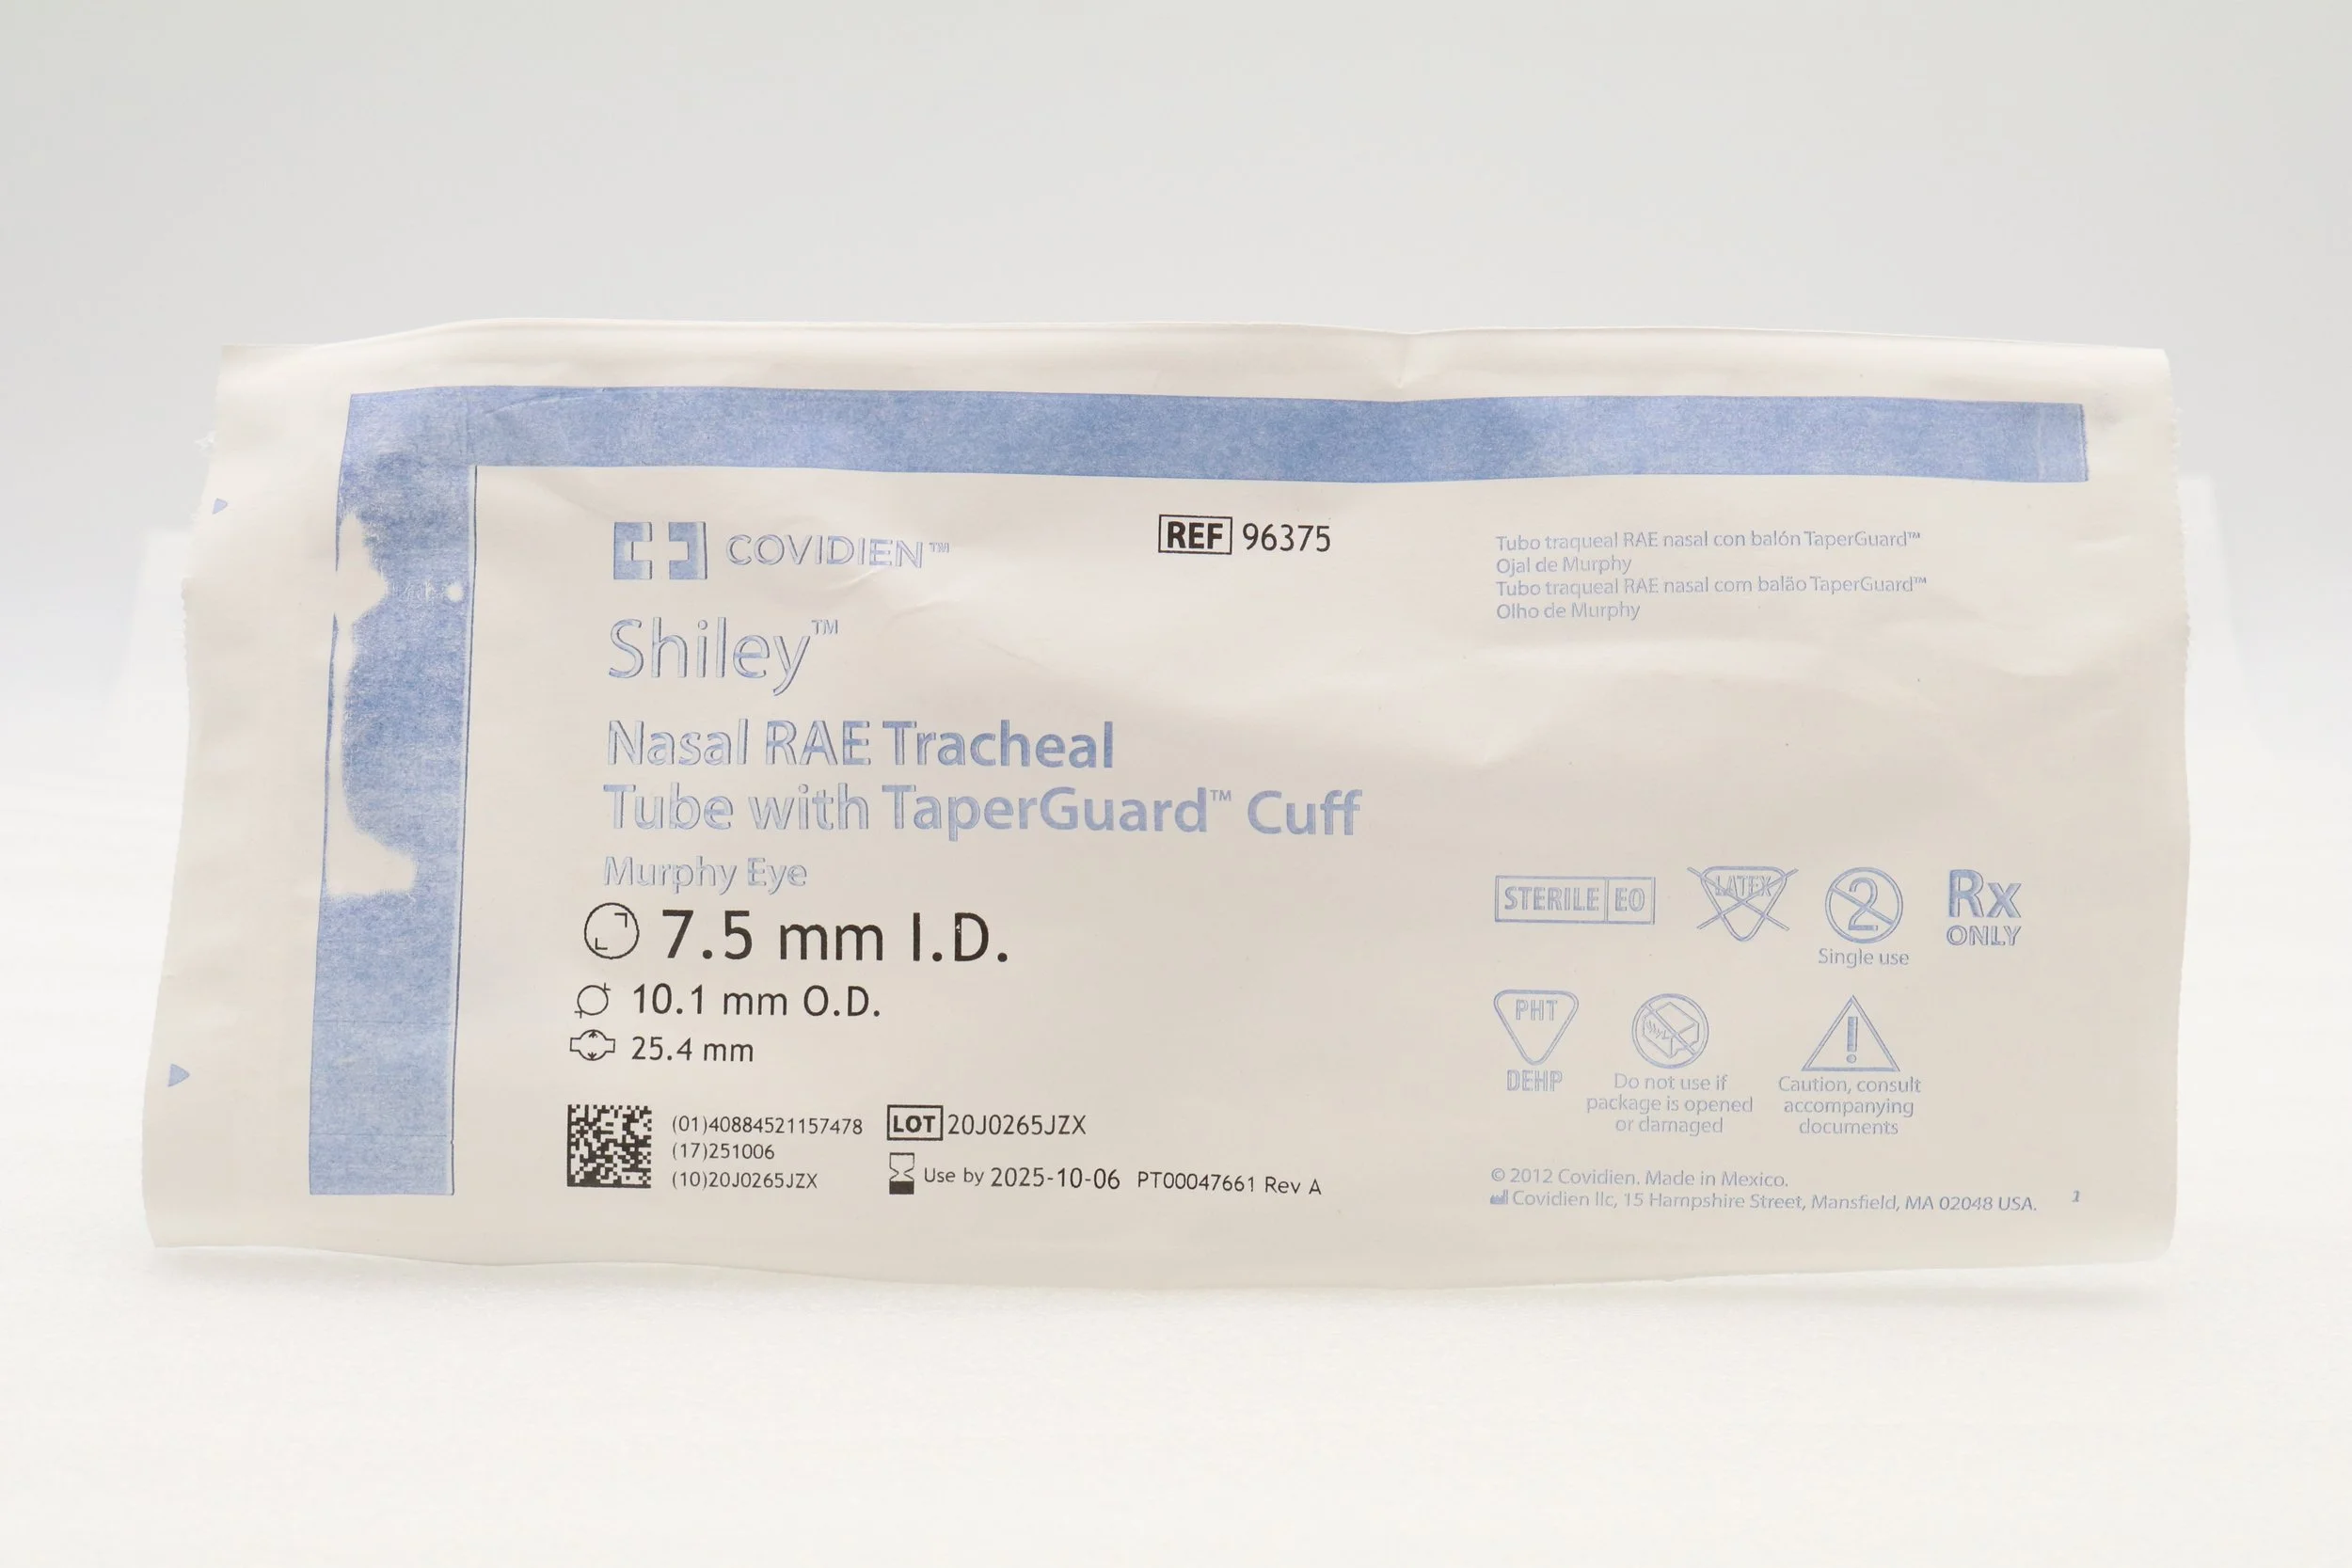 COVIDIEN™
REF 96375
Shiley™
Nasal RAE Tracheal
Tube with TaperGuard™ Cuff
Murphy Eye
7.5 mm I.D.
10.1 mm O.D.
25.4 mm
(01)40884521157478
(17)251006
(10)20J0265JZX
LOT 20J0265JZX
Use by 2025-10-06 PT00047661 Rev A
Tubo traqueal RAE nasal con balón TaperGuard™
Ojal de Murphy
Tubo traqueal RAE nasal com balão TaperGuard™
Olho de Murphy
STERILE EO
LATEX
2
Single use
Rx
ONLY
PHT
DEHP
Do not use if
package is opened
or damaged
!
Caution, consult
accompanying
documents
© 2012 Covidien. Made in Mexico.
Covidien llc, 15 Hampshire Street, Mansfield, MA 02048 USA.
1